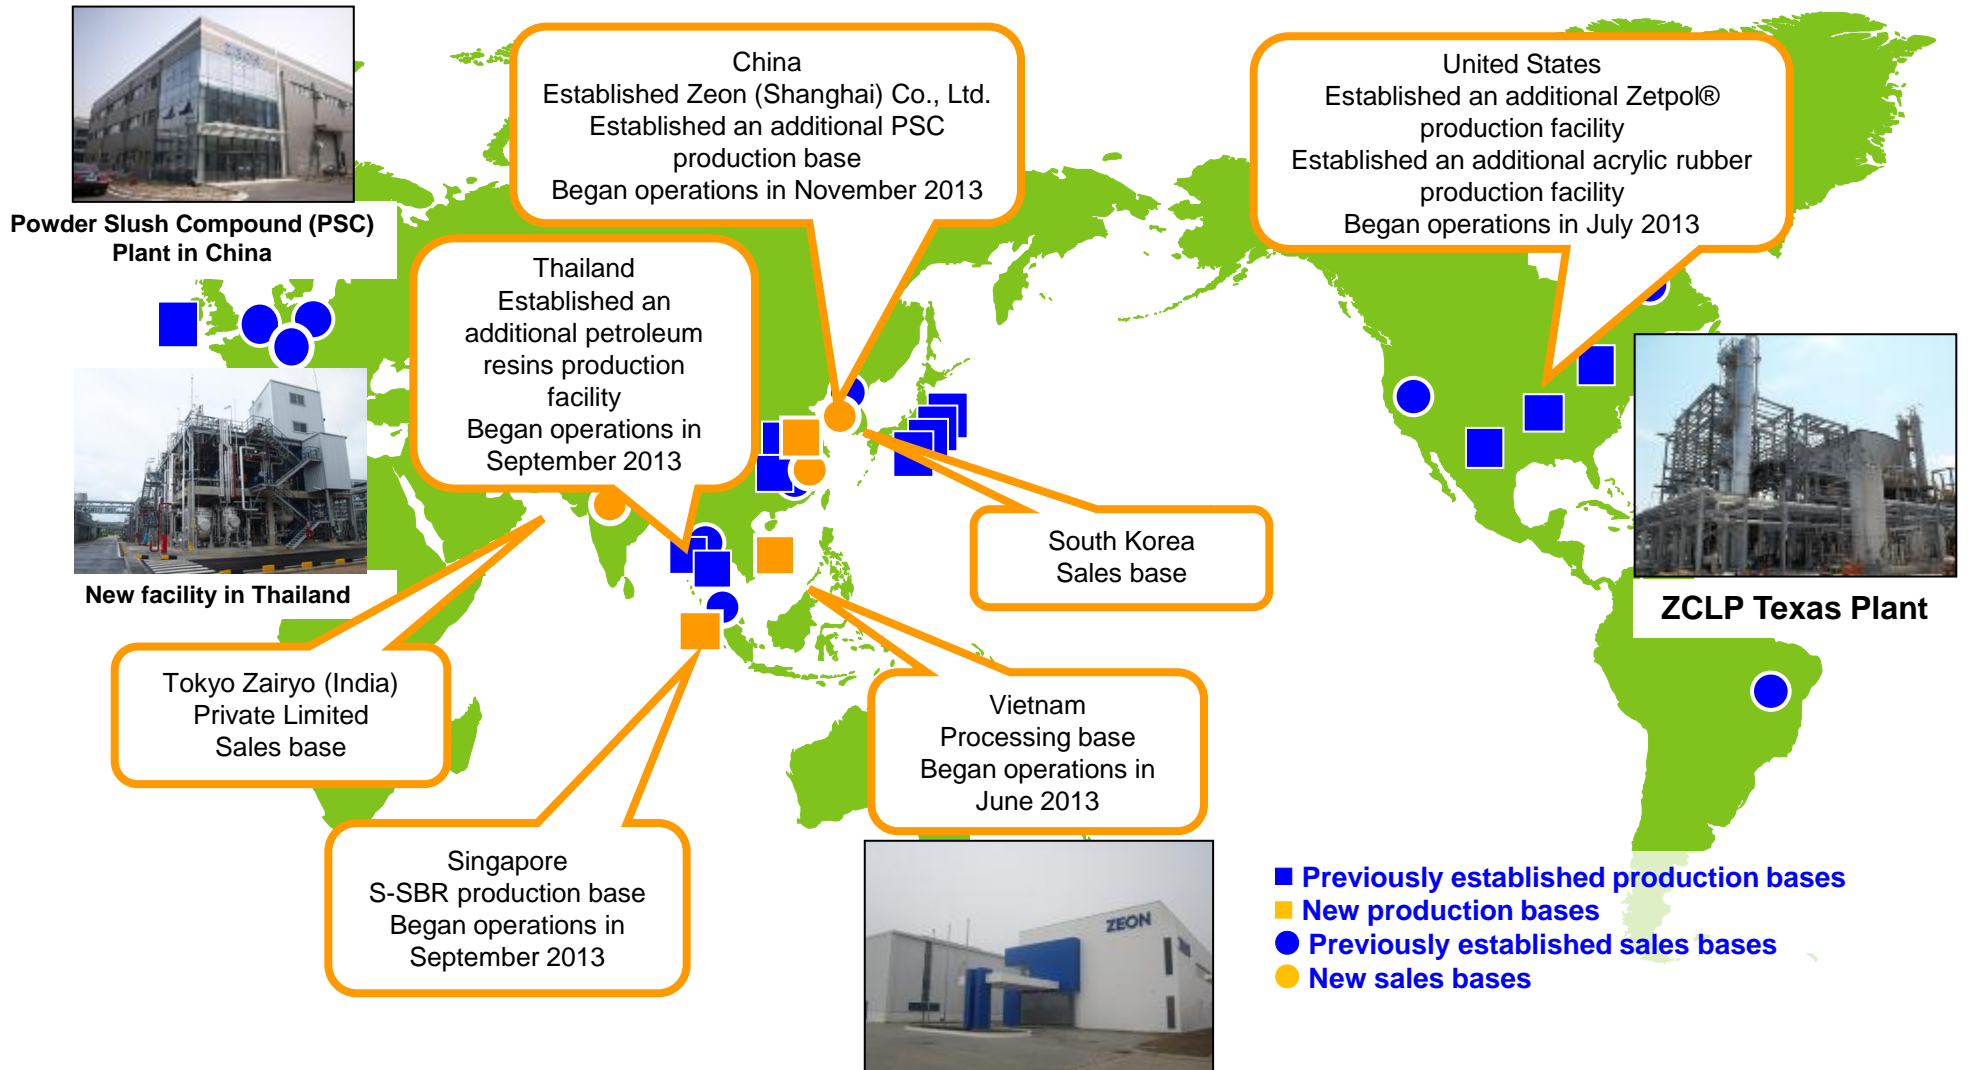 China
Established Zeon (Shanghai) Co., Ltd.
Established an additional PSC
production base
Began operations in November 2013
United States
Established an additional Zetpol®
production facility
Established an additional acrylic rubber
production facility
Began operations in July 2013
Powder Slush Compound (PSC)
Plant in China
Thailand
Established an
additional petroleum
resins production
facility
Began operations in
September 2013
New facility in Thailand
South Korea
Sales base
ZCLP Texas Plant
Tokyo Zairyo (India)
Private Limited
Sales base
Vietnam
Processing base
Began operations in
June 2013
Singapore
S-SBR production base
Began operations in
September 2013
ZEON
Previously established production bases
New production bases
Previously established sales bases
New sales bases